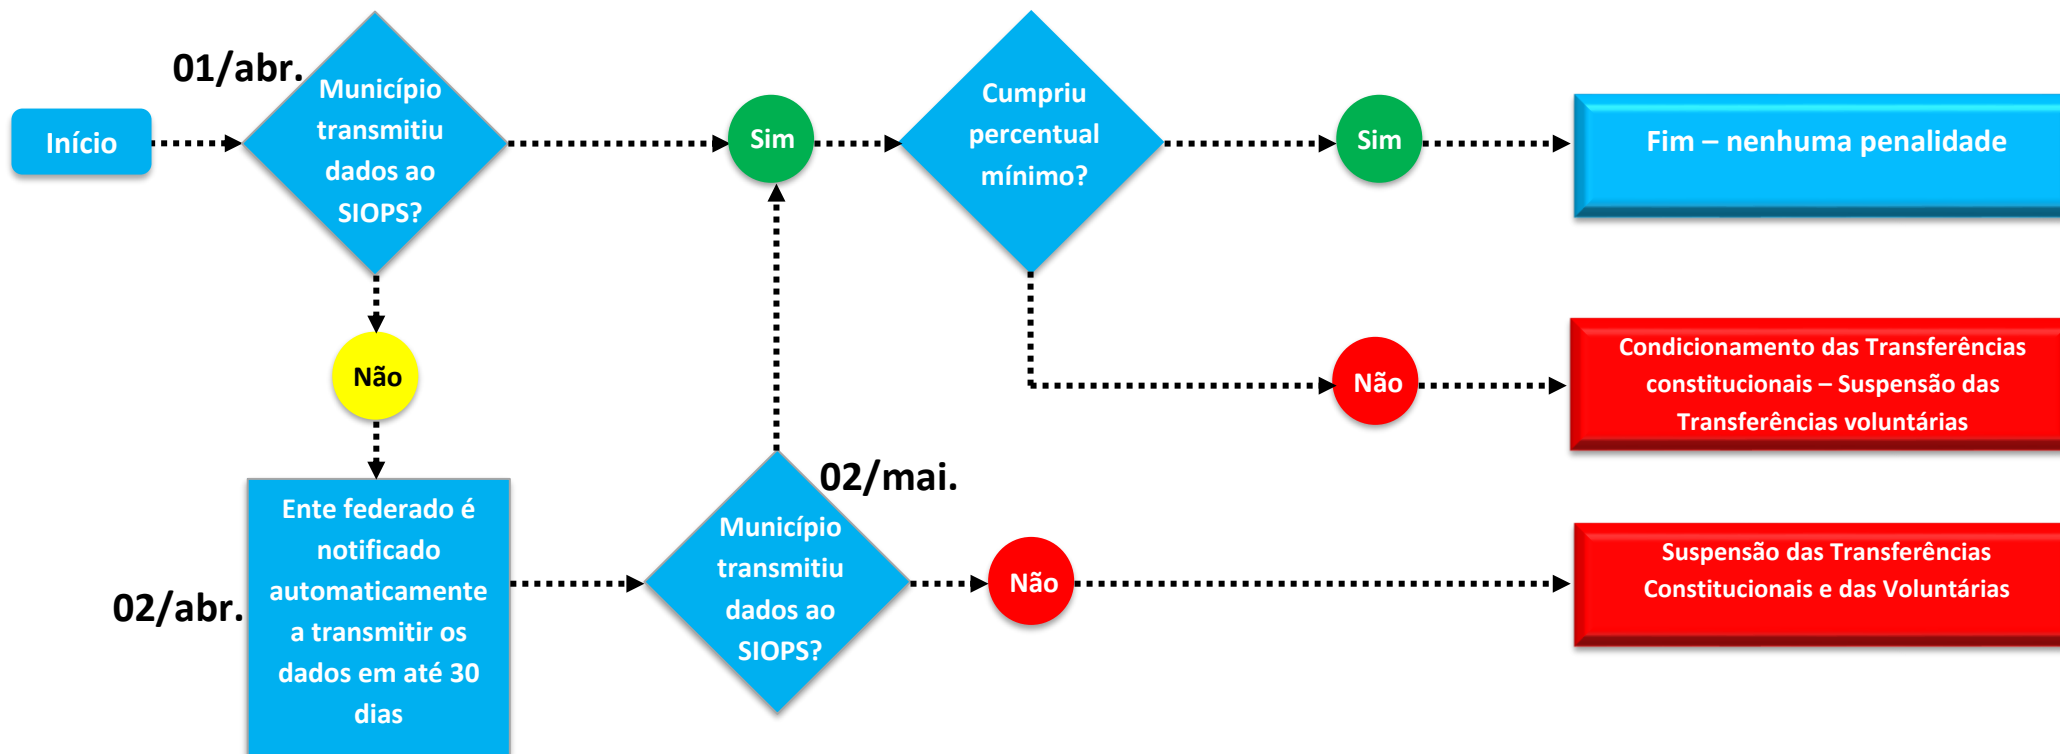 01/abr.
Início
Município
transmitiu
dados ao
SIOPS?
Sim
Cumpriu
percentual
mínimo?
Sim
Fim – nenhuma penalidade
Não
Não
Condicionamento das Transferências
constitucionais – Suspensão das
Transferências voluntárias
02/abr.
Ente federado é
notificado
automaticamente
a transmitir os
dados em até 30
dias
02/mai.
Município
transmitiu
dados ao
SIOPS?
Não
Suspensão das Transferências
Constitucionais e das Voluntárias